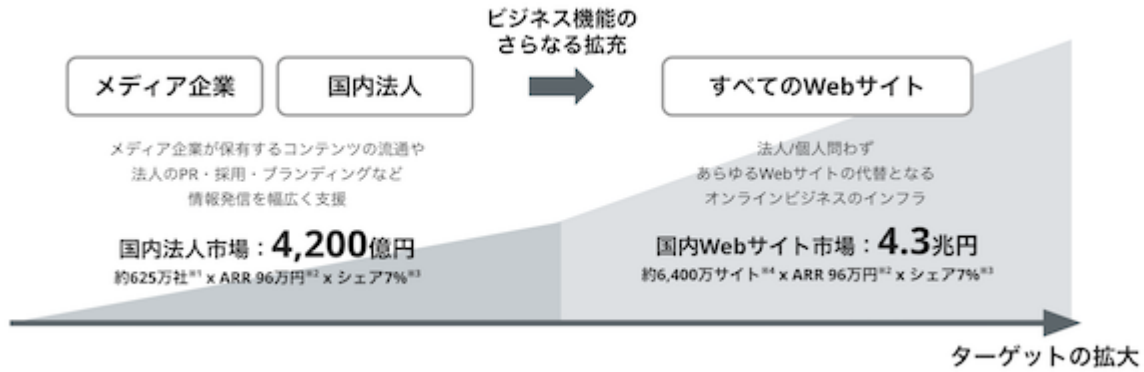 ビジネス機能の
さらなる拡充
メディア企業
国内法人
すべてのWebサイト
メディア企業が保有するコンテンツの流通や
法人のPR・採用・ブランディングなど
情報発信を幅広く支援
法人/個人問わず
あらゆるWebサイトの代替となる
オンラインビジネスのインフラ
国内法人市場：4,200億円
約625万社※1 x ARR 96万円※2 x シェア7%※3
国内Webサイト市場：4.3兆円
約6,400万サイト※4 x ARR 96万円※2 x シェア7%※3
ターゲットの拡大